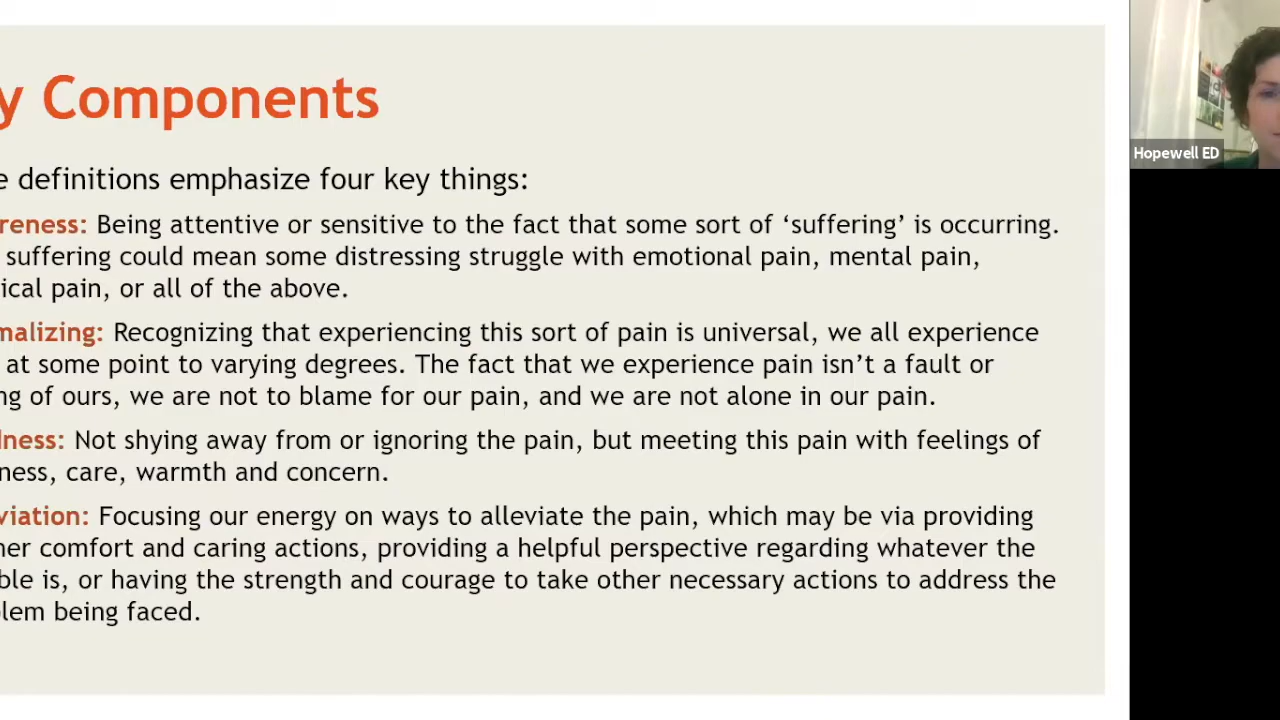 y Components
e definitions emphasize four key things:
reness: Being attentive or sensitive to the fact that some sort of ‘suffering’ is occurring.
suffering could mean some distressing struggle with emotional pain, mental pain,
ical pain, or all of the above.
malizing: Recognizing that experiencing this sort of pain is universal, we all experience
at some point to varying degrees. The fact that we experience pain isn’t a fault or
ng of ours, we are not to blame for our pain, and we are not alone in our pain.
lness: Not shying away from or ignoring the pain, but meeting this pain with feelings of
ness, care, warmth and concern.
viation: Focusing our energy on ways to alleviate the pain, which may be via providing
her comfort and caring actions, providing a helpful perspective regarding whatever the
ble is, or having the strength and courage to take other necessary actions to address the
lem being faced.
Hopewell ED